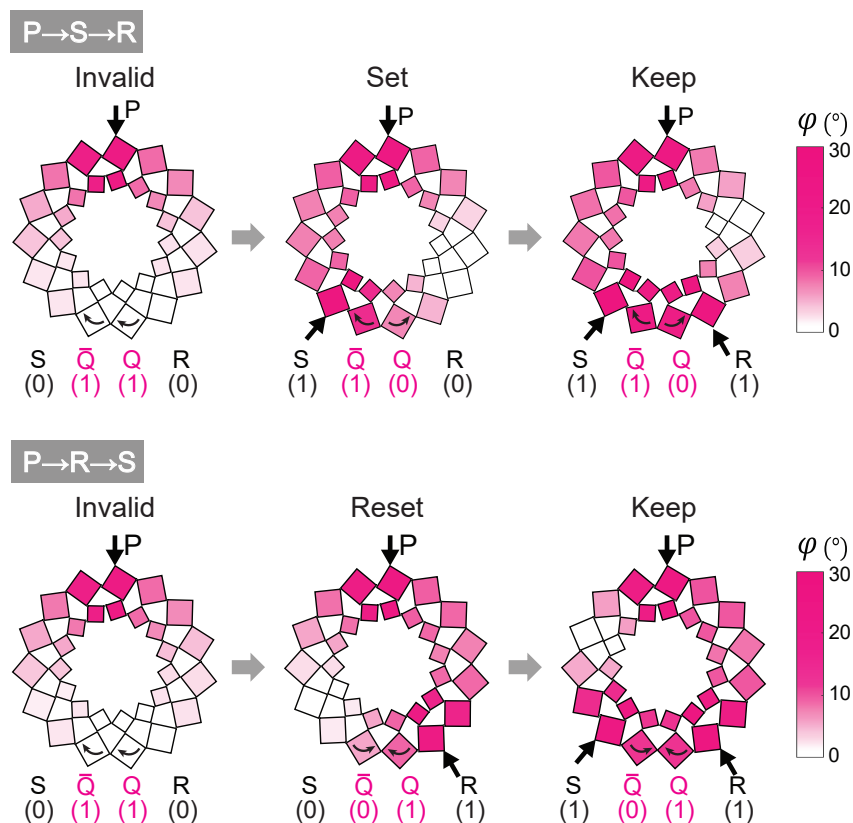 P→S→R
Invalid Set Keep
P P P
φ (°)
30
20
10
0
S Q̅ Q R S Q̅ Q R S Q̅ Q R
(0) (1) (1) (0) (1) (1) (0) (0) (1) (1) (0) (1)
P→R→S
Invalid Reset Keep
P P P
φ (°)
30
20
10
0
S Q̅ Q R S Q̅ Q R S Q̅ Q R
(0) (1) (1) (0) (0) (0) (1) (1) (1) (0) (1) (1)